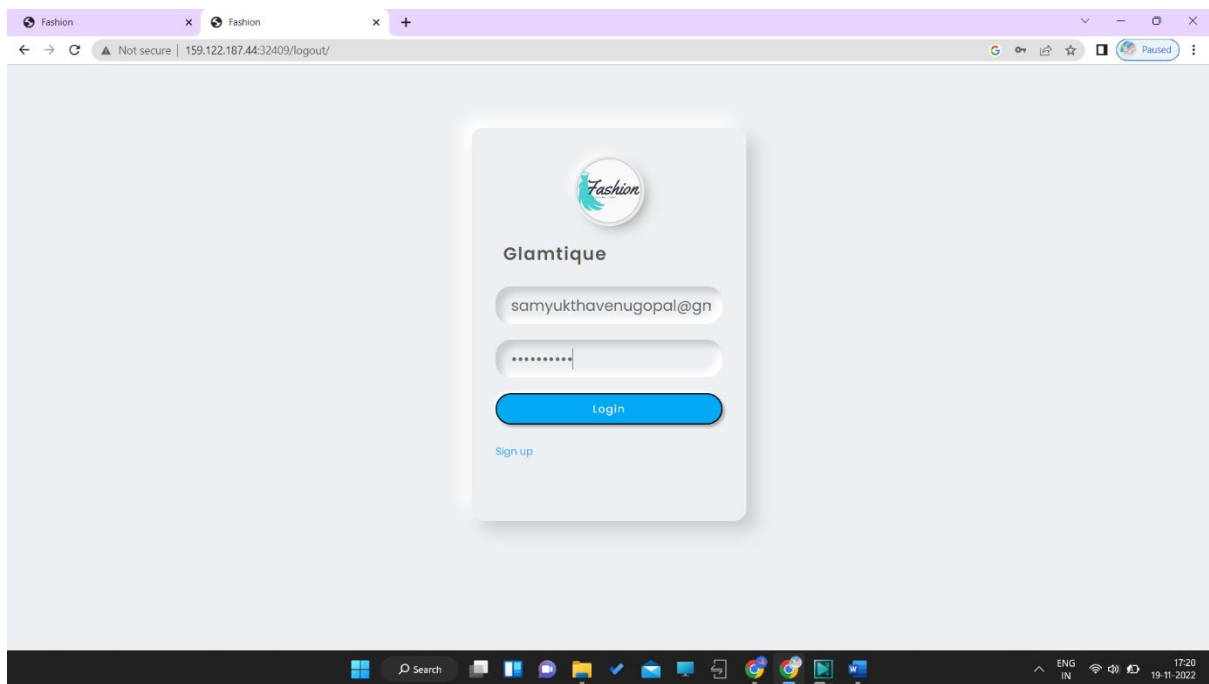 Fashion
Fashion
Not secure | 159.122.187.44:32409/logout/
Paused
Fashion
Glamtique
samyukthavenugopal@gm
••••••••••
Login
Sign up
Search
ENG
IN
17:20
19-11-2022